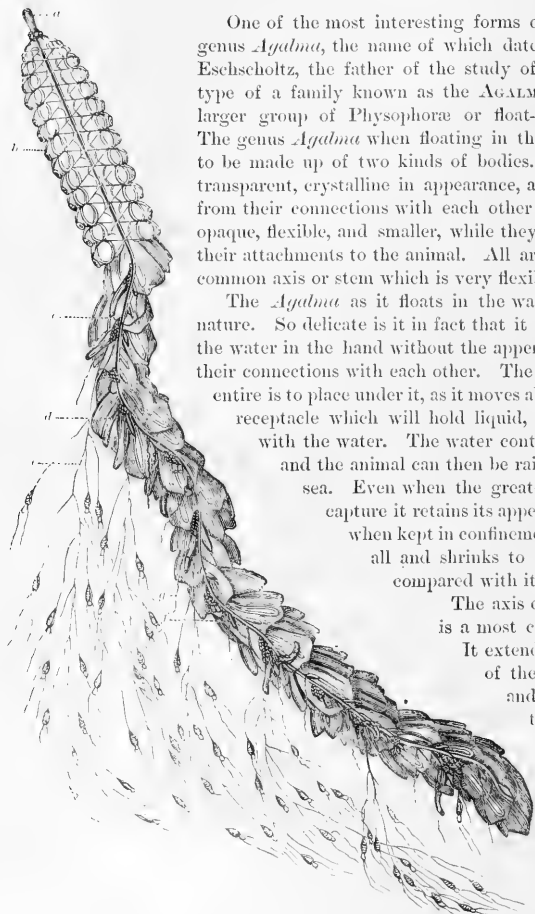 a
One of the most interesting forms o
genus Agalma, the name of which date
Eschscholtz, the father of the study of
type of a family known as the AGALM
larger group of Physophoræ or float-
The genus Agalma when floating in th
b
to be made up of two kinds of bodies.
transparent, crystalline in appearance, a
from their connections with each other
opaque, flexible, and smaller, while they
their attachments to the animal. All ar
common axis or stem which is very flexi
The Agalma as it floats in the wa
c
nature. So delicate is it in fact that it
the water in the hand without the appen
their connections with each other. The
entire is to place under it, as it moves a
d
receptacle which will hold liquid,
with the water. The water cont
and the animal can then be rai
sea. Even when the great
capture it retains its appe
when kept in confineme
all and shrinks to
compared with it
The axis o
is a most c
It extend
of the
and
t